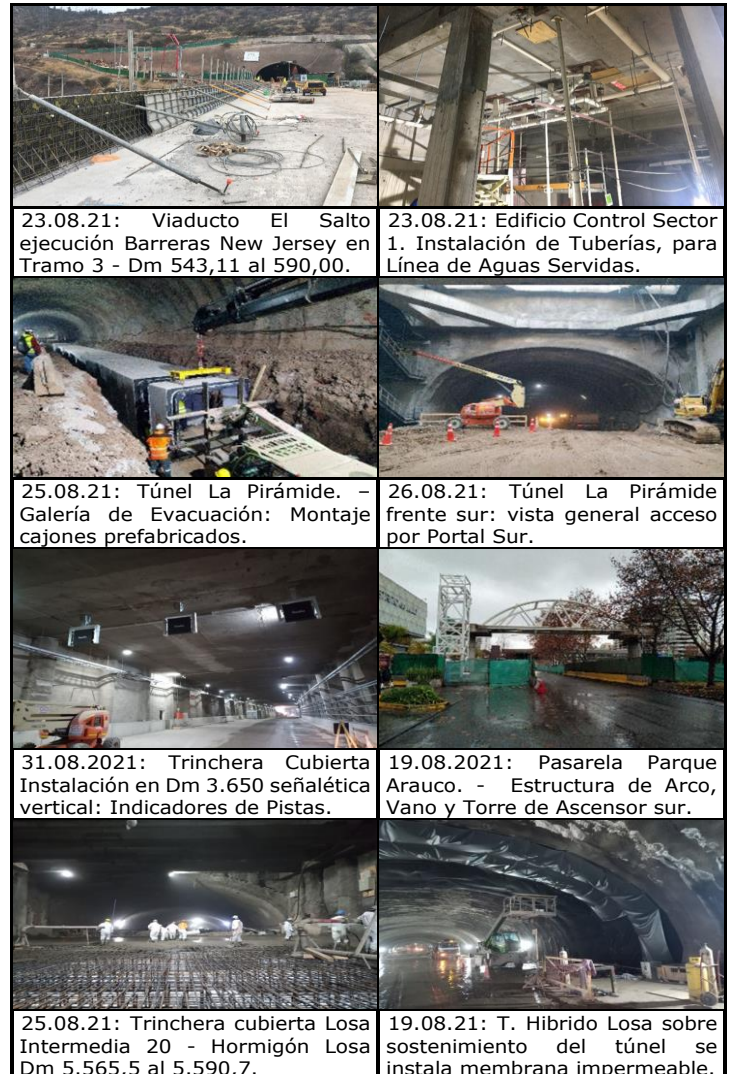 23.08.21: Viaducto El Salto
ejecución Barreras New Jersey en
Tramo 3 - Dm 543,11 al 590,00.
23.08.21: Edificio Control Sector
1. Instalación de Tuberías, para
Línea de Aguas Servidas.
25.08.21: Túnel La Pirámide. –
Galería de Evacuación: Montaje
cajones prefabricados.
26.08.21: Túnel La Pirámide
frente sur: vista general acceso
por Portal Sur.
31.08.2021: Trinchera Cubierta
Instalación en Dm 3.650 señalética
vertical: Indicadores de Pistas.
19.08.2021: Pasarela Parque
Arauco. - Estructura de Arco,
Vano y Torre de Ascensor sur.
25.08.21: Trinchera cubierta Losa
Intermedia 20 - Hormigón Losa
Dm 5.565,5 al 5.590,7.
19.08.21: T. Hibrido Losa sobre
sostenimiento del túnel se
instala membrana impermeable.